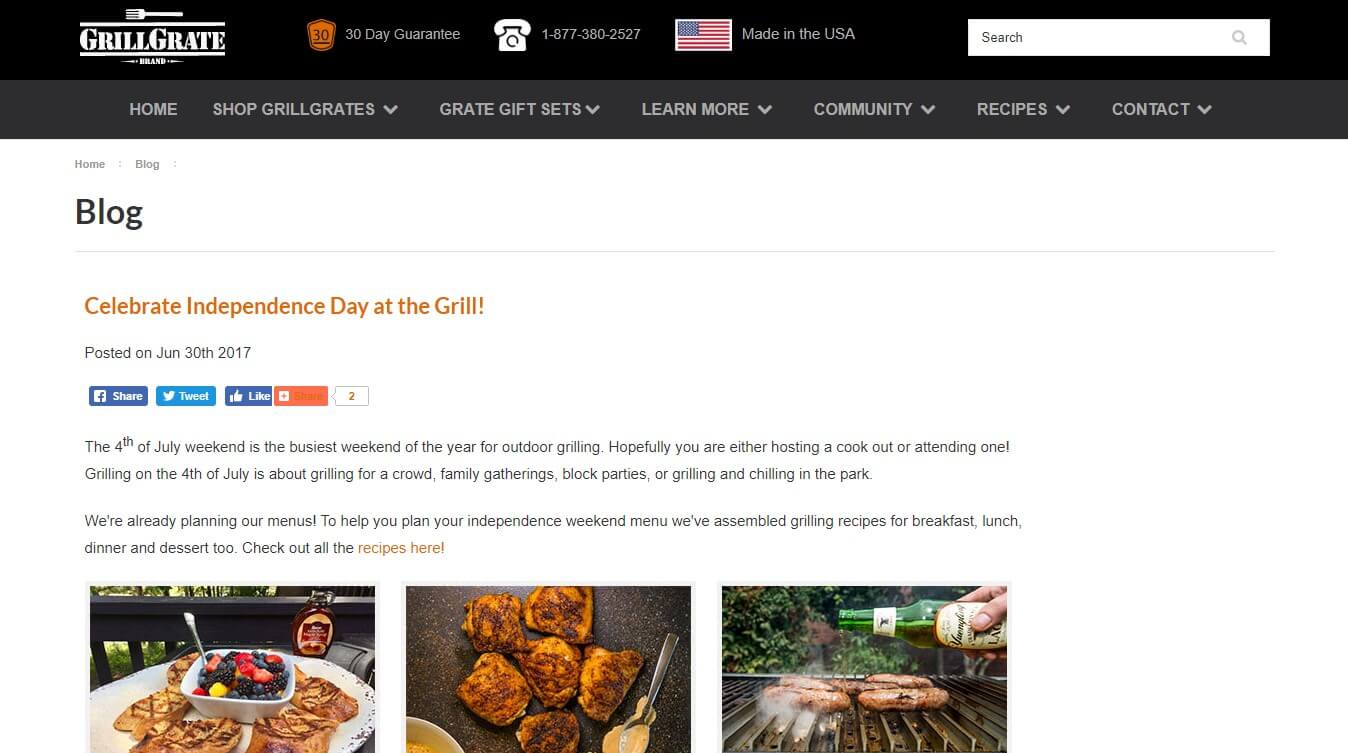 GRILLGRATE
BRAND
30
30 Day Guarantee
1-877-380-2527
Made in the USA
Search
HOME
SHOP GRILLGRATES
GRATE GIFT SETS
LEARN MORE
COMMUNITY
RECIPES
CONTACT
Home : Blog :
Blog
Celebrate Independence Day at the Grill!
Posted on Jun 30th 2017
Share
Tweet
Like
Share
2
The 4th of July weekend is the busiest weekend of the year for outdoor grilling. Hopefully you are either hosting a cook out or attending one!
Grilling on the 4th of July is about grilling for a crowd, family gatherings, block parties, or grilling and chilling in the park.
We're already planning our menus! To help you plan your independence weekend menu we've assembled grilling recipes for breakfast, lunch,
dinner and dessert too. Check out all the recipes here!
Yuengling